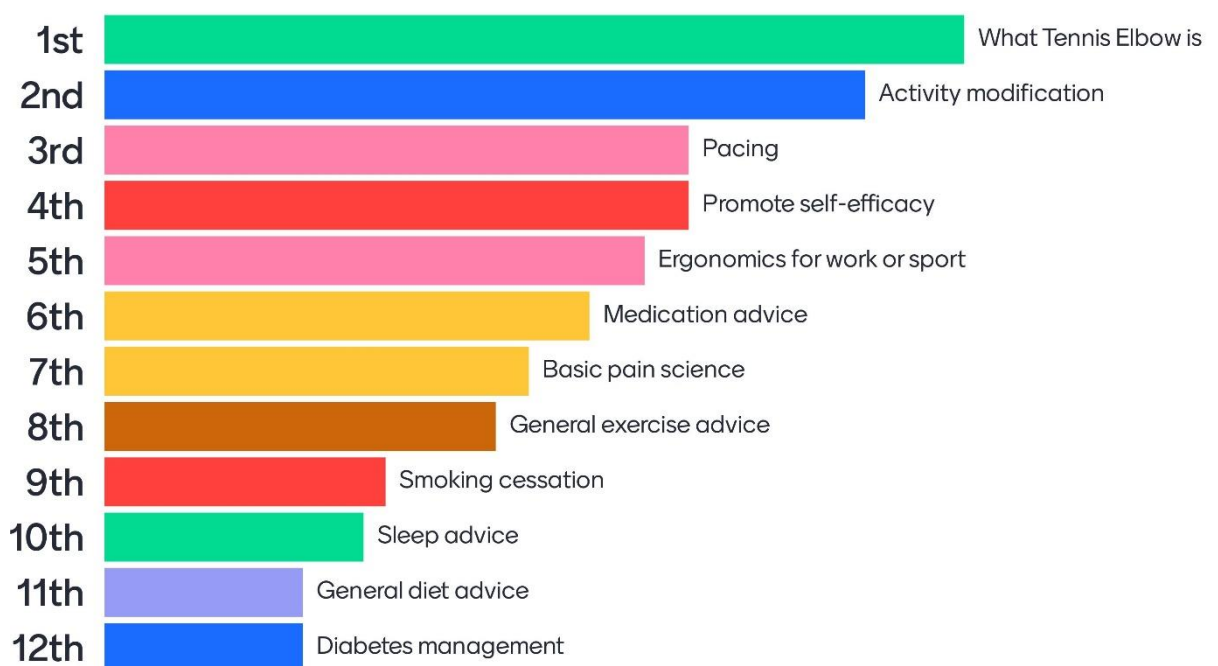 1st What Tennis Elbow is
2nd Activity modification
3rd Pacing
4th Promote self-efficacy
5th Ergonomics for work or sport
6th Medication advice
7th Basic pain science
8th General exercise advice
9th Smoking cessation
10th Sleep advice
11th General diet advice
12th Diabetes management